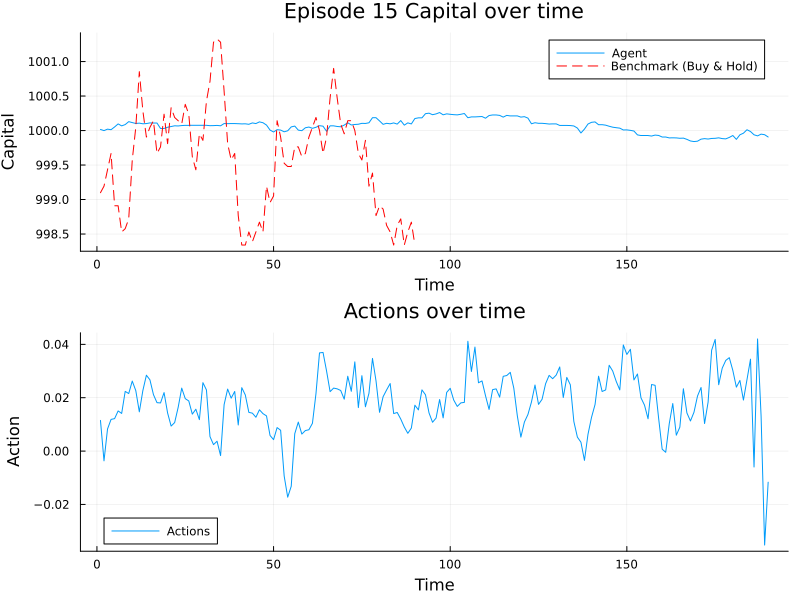 Episode 15 Capital over time
Capital
1001.0
1000.5
1000.0
999.5
999.0
998.5
Agent
Benchmark (Buy & Hold)
0 50 100 150
Time
Actions over time
Action
0.04
0.02
0.00
−0.02
Actions
0 50 100 150
Time